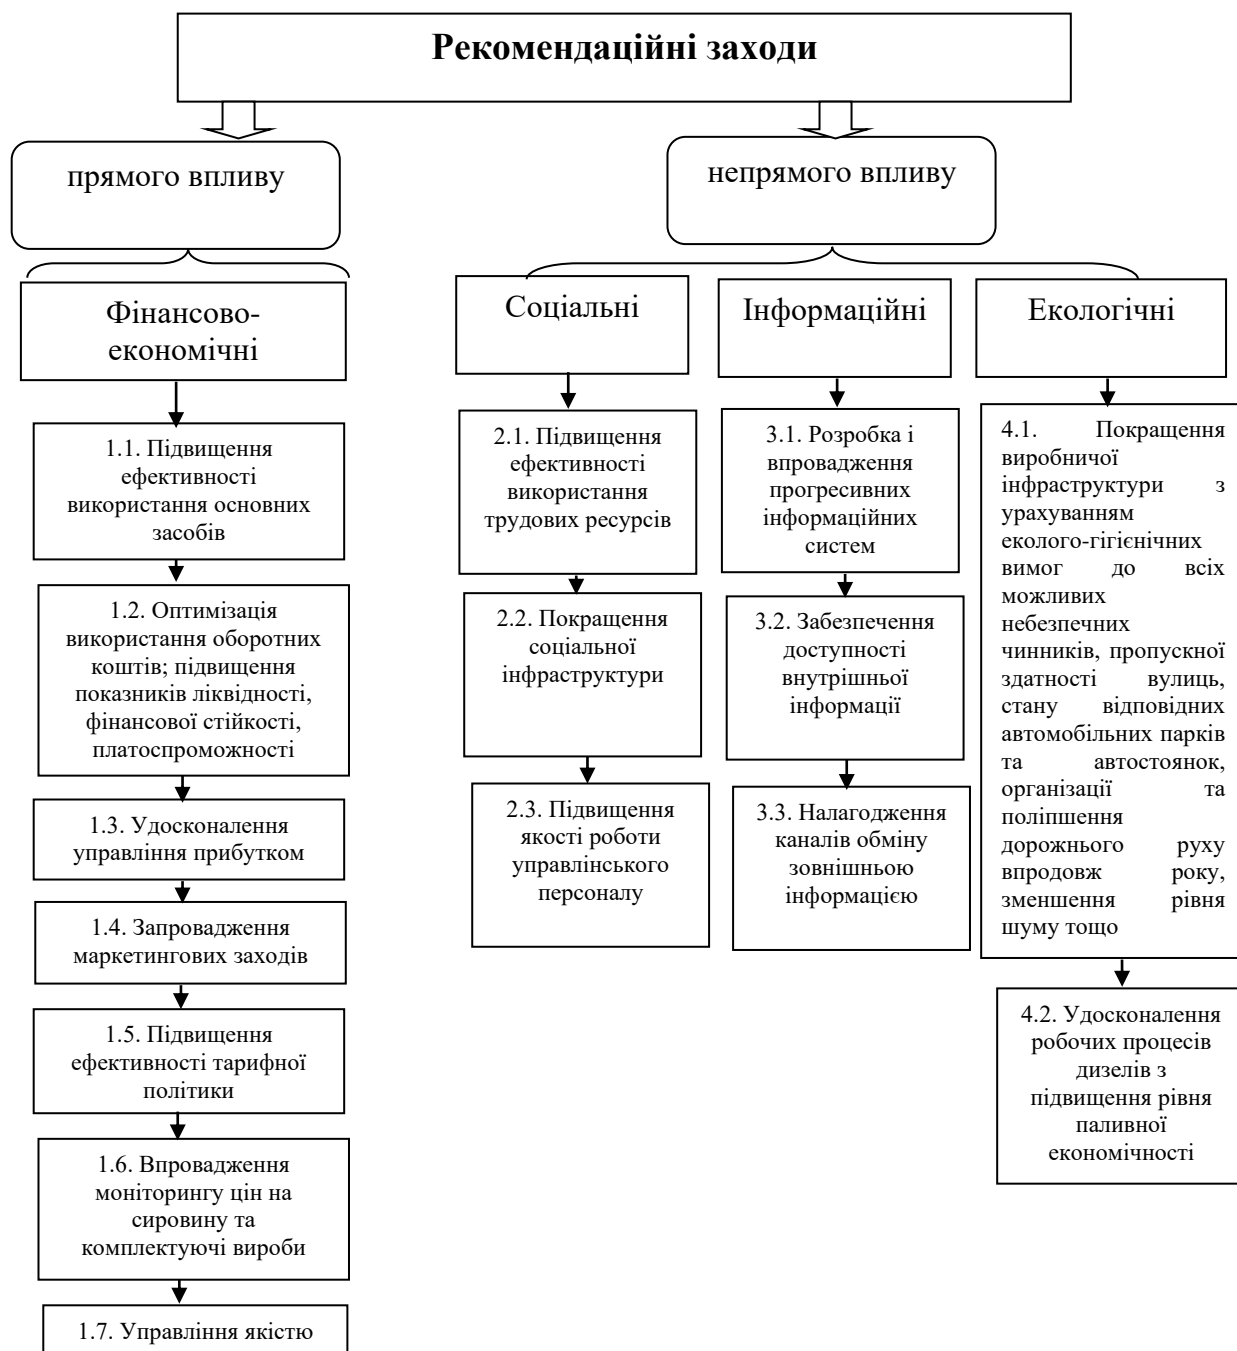 Рекомендаційні заходи
прямого впливу
непрямого впливу
Фінансово-
економічні
Соціальні
Інформаційні
Екологічні
1.1. Підвищення
ефективності
використання основних
засобів
1.2. Оптимізація
використання оборотних
коштів; підвищення
показників ліквідності,
фінансової стійкості,
платоспроможності
1.3. Удосконалення
управління прибутком
1.4. Запровадження
маркетингових заходів
1.5. Підвищення
ефективності тарифної
політики
1.6. Впровадження
моніторингу цін на
сировину та
комплектуючі вироби
1.7. Управління якістю
2.1. Підвищення
ефективності
використання
трудових ресурсів
2.2. Покращення
соціальної
інфраструктури
2.3. Підвищення
якості роботи
управлінського
персоналу
3.1. Розробка і
впровадження
прогресивних
інформаційних
систем
3.2. Забезпечення
доступності
внутрішньої
інформації
3.3. Налагодження
каналів обміну
зовнішньою
інформацією
4.1. Покращення
виробничої
інфраструктури з
урахуванням
еколого-гігієнічних
вимог до всіх
можливих
небезпечних
чинників, пропускної
здатності вулиць,
стану відповідних
автомобільних парків
та автостоянок,
організації та
поліпшення
дорожнього руху
впродовж року,
зменшення рівня
шуму тощо
4.2. Удосконалення
робочих процесів
дизелів з
підвищення рівня
паливної
економічності